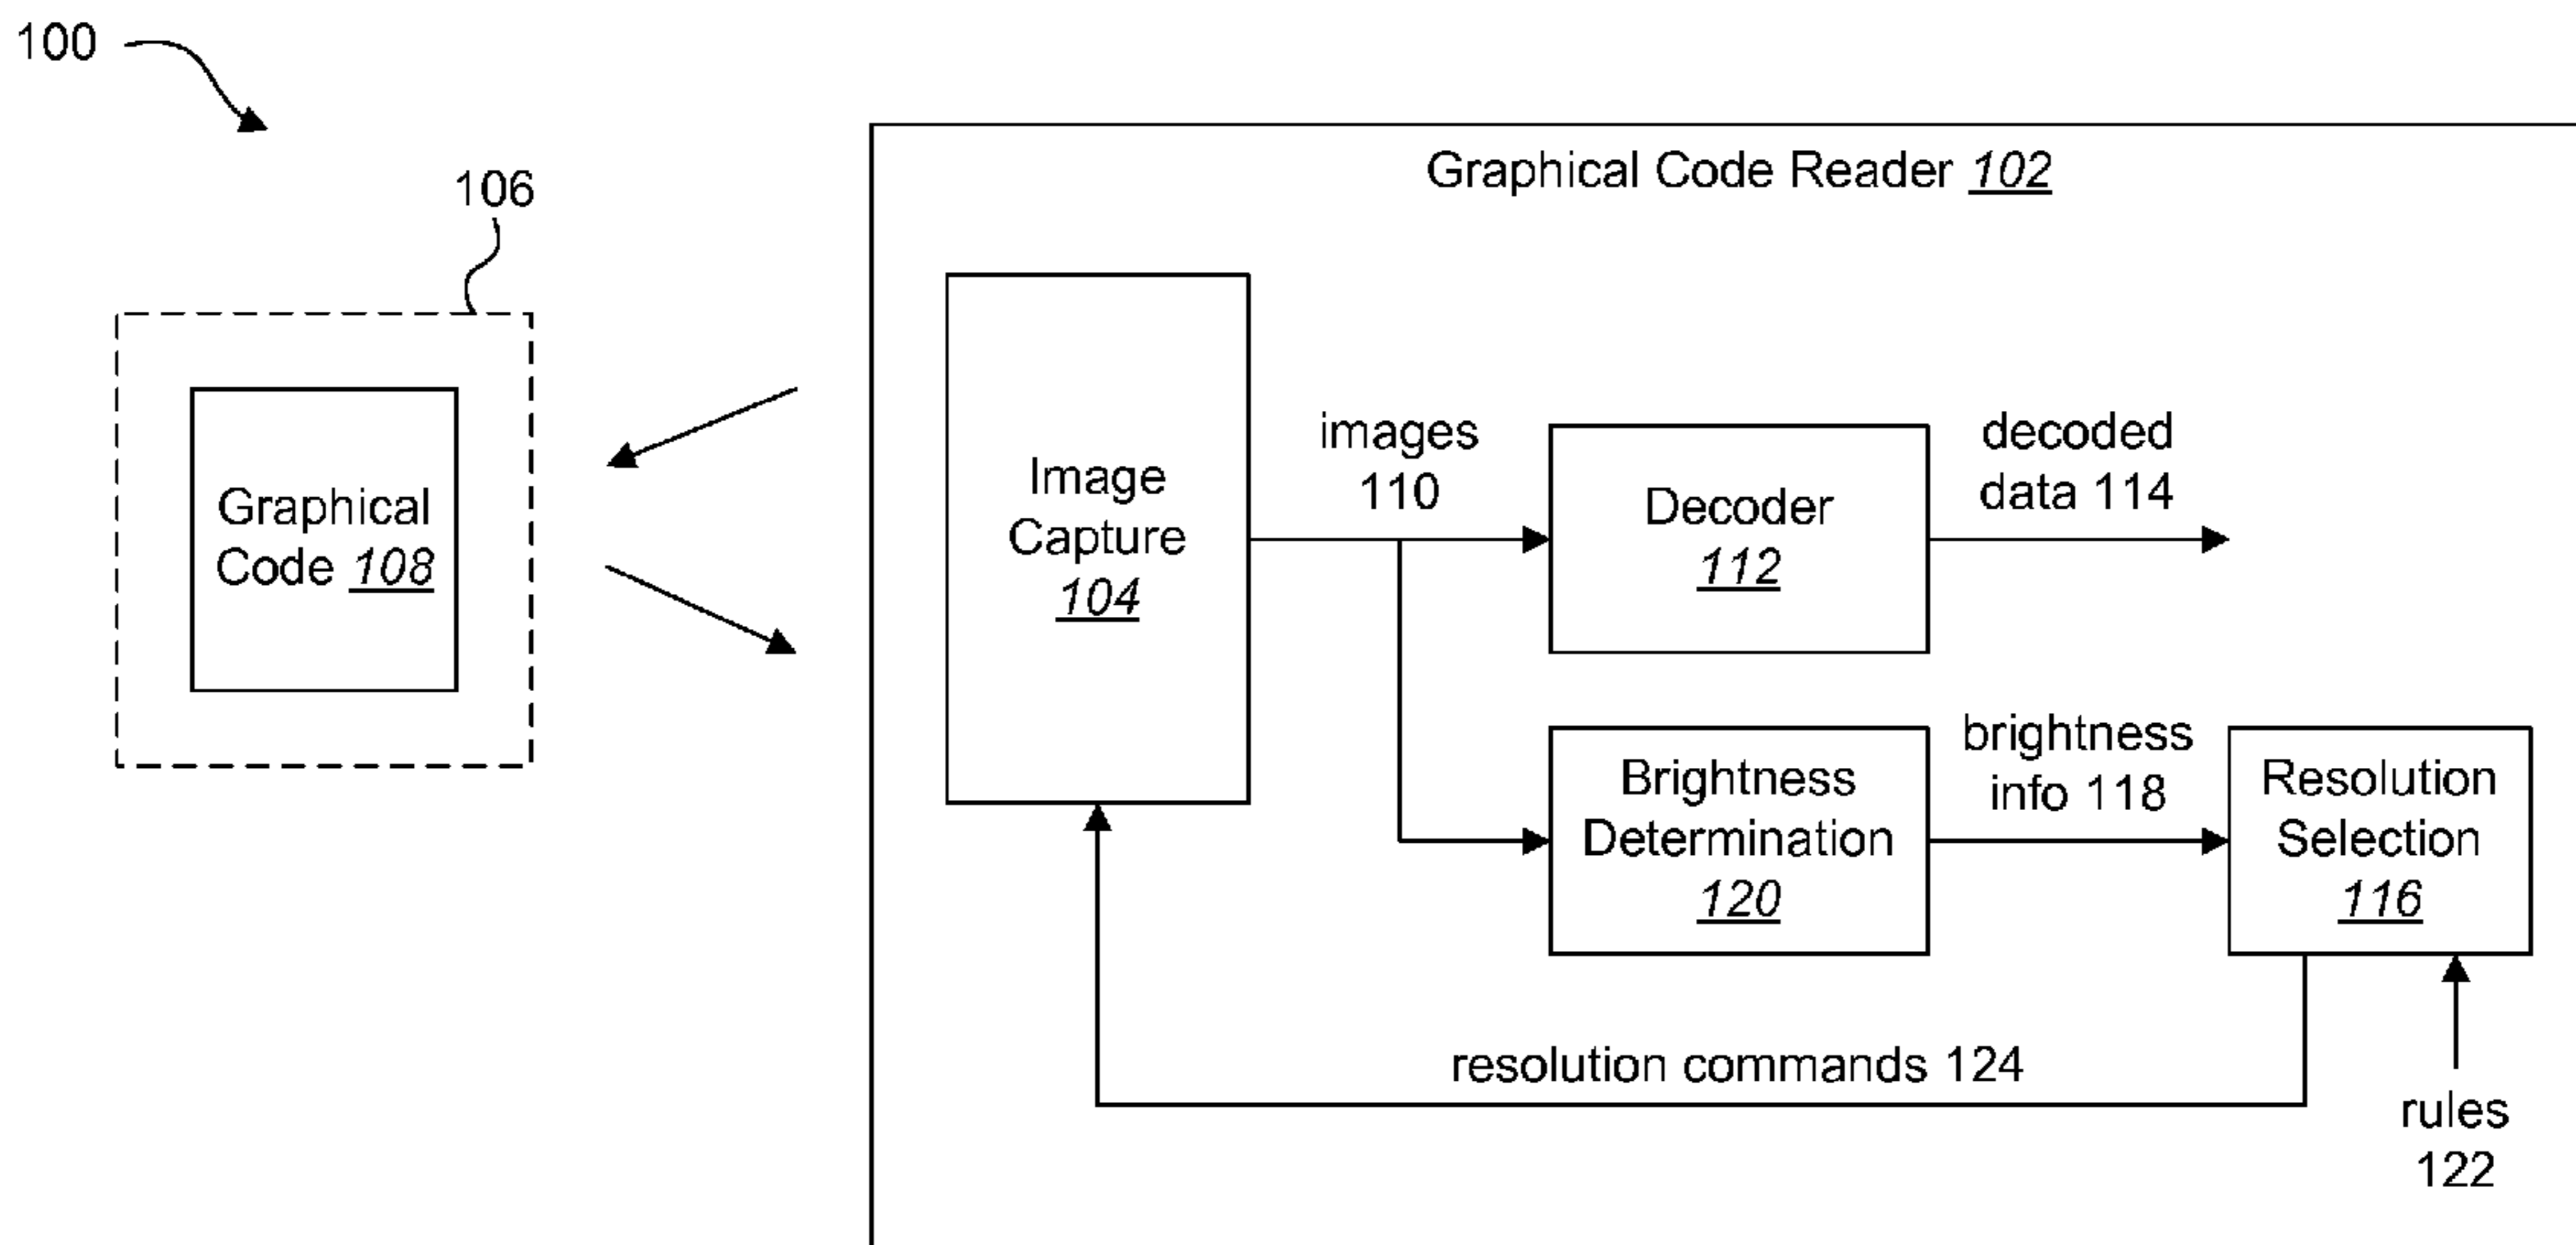 100
106
Graphical Code Reader 102
Graphical
Code 108
Image
Capture
104
images
110
Decoder
112
decoded
data 114
Brightness
Determination
120
brightness
info 118
Resolution
Selection
116
resolution commands 124
rules
122